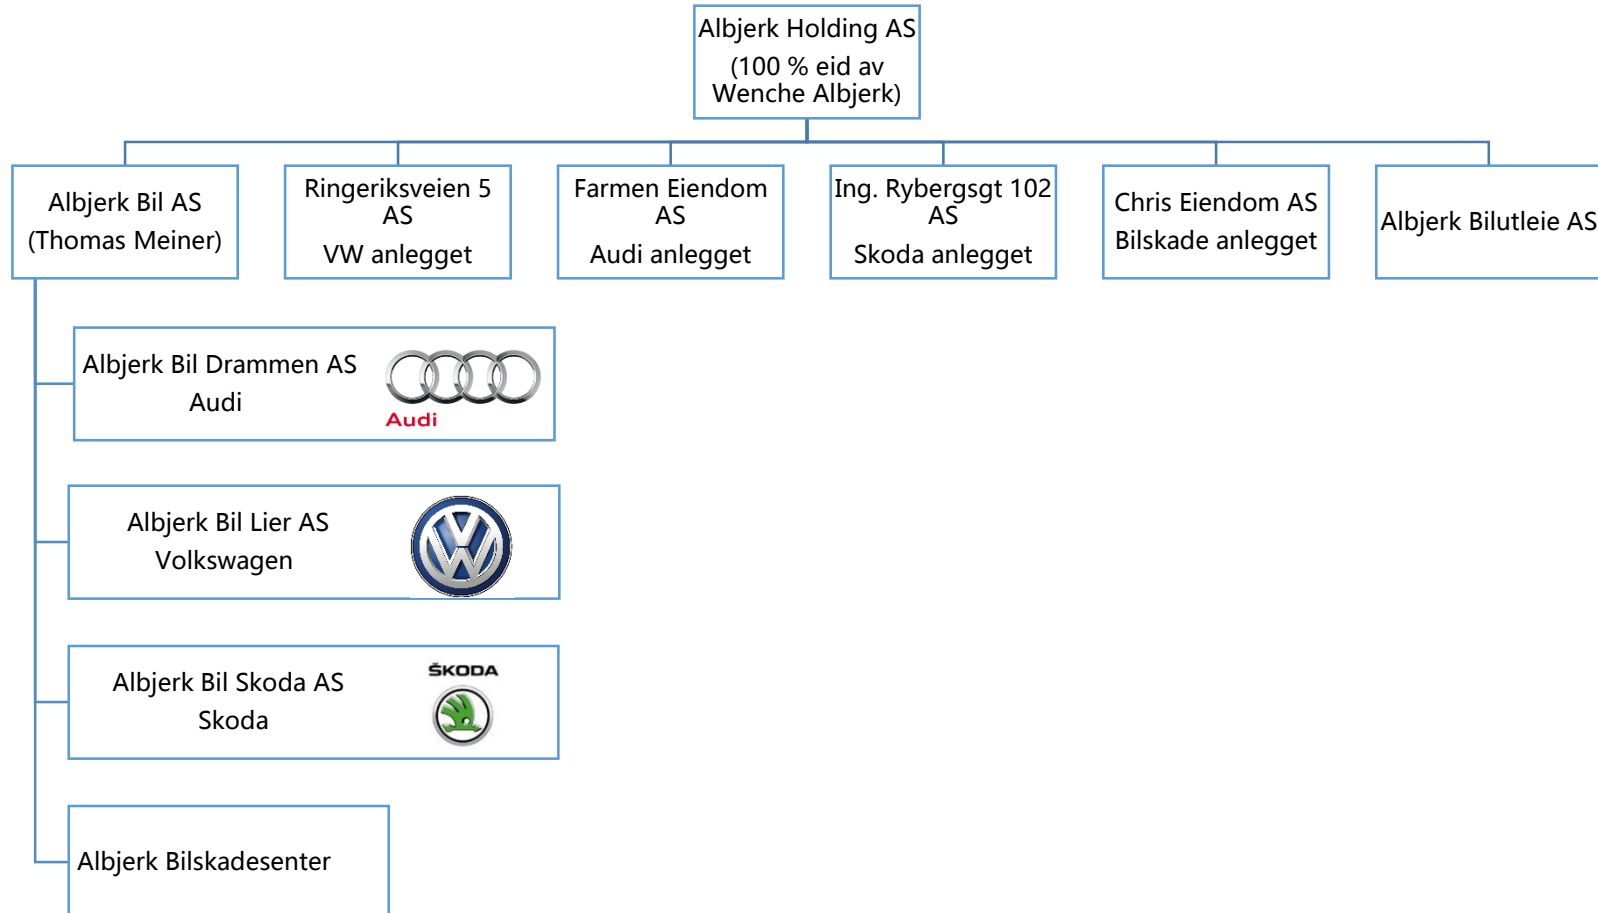 Albjerk Holding AS
(100 % eid av
Wenche Albjerk)
Albjerk Bil AS
(Thomas Meiner)
Ringeriksveien 5
AS
VW anlegget
Farmen Eiendom
AS
Audi anlegget
Ing. Rybergsgt 102
AS
Skoda anlegget
Chris Eiendom AS
Bilskade anlegget
Albjerk Bilutleie AS
Albjerk Bil Drammen AS
Audi
Audi
Albjerk Bil Lier AS
Volkswagen
VW
Albjerk Bil Skoda AS
Skoda
ŠKODA
Albjerk Bilskadesenter